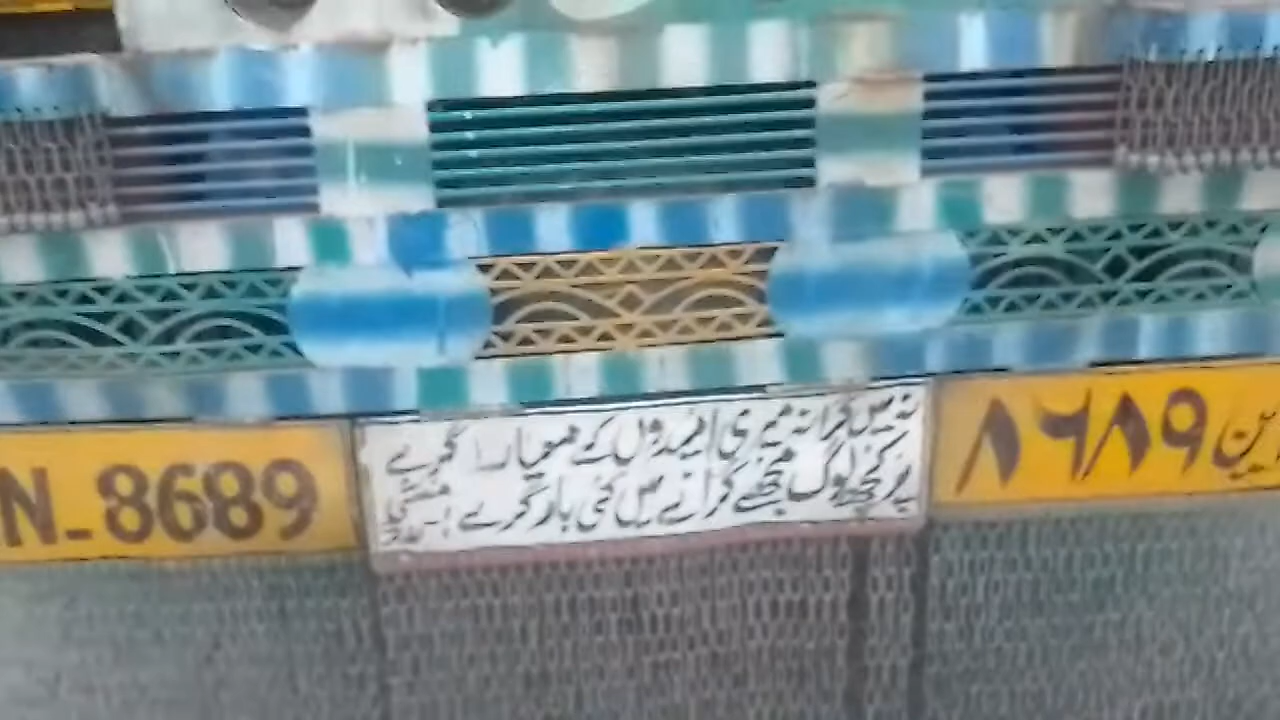 N-8689
نہ میں گرا نہ میری امیدوں کے مینار گرے
پر کچھ لوگ مجھے گرانے میں کئی بار گرے
ین ۸۶۸۹